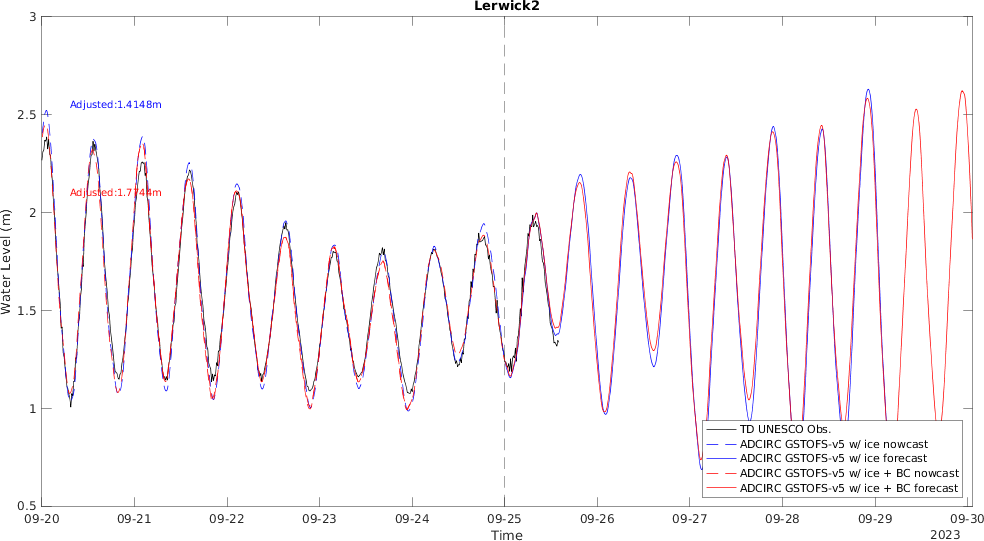 Lerwick2
3
2.5
2
1.5
1
0.5
Water Level (m)
Adjusted:1.4148m
Adjusted:1.7744m
TD UNESCO Obs.
ADCIRC GSTOFS-v5 w/ ice nowcast
ADCIRC GSTOFS-v5 w/ ice forecast
ADCIRC GSTOFS-v5 w/ ice + BC nowcast
ADCIRC GSTOFS-v5 w/ ice + BC forecast
09-20 09-21 09-22 09-23 09-24 09-25 09-26 09-27 09-28 09-29 09-30
Time
2023